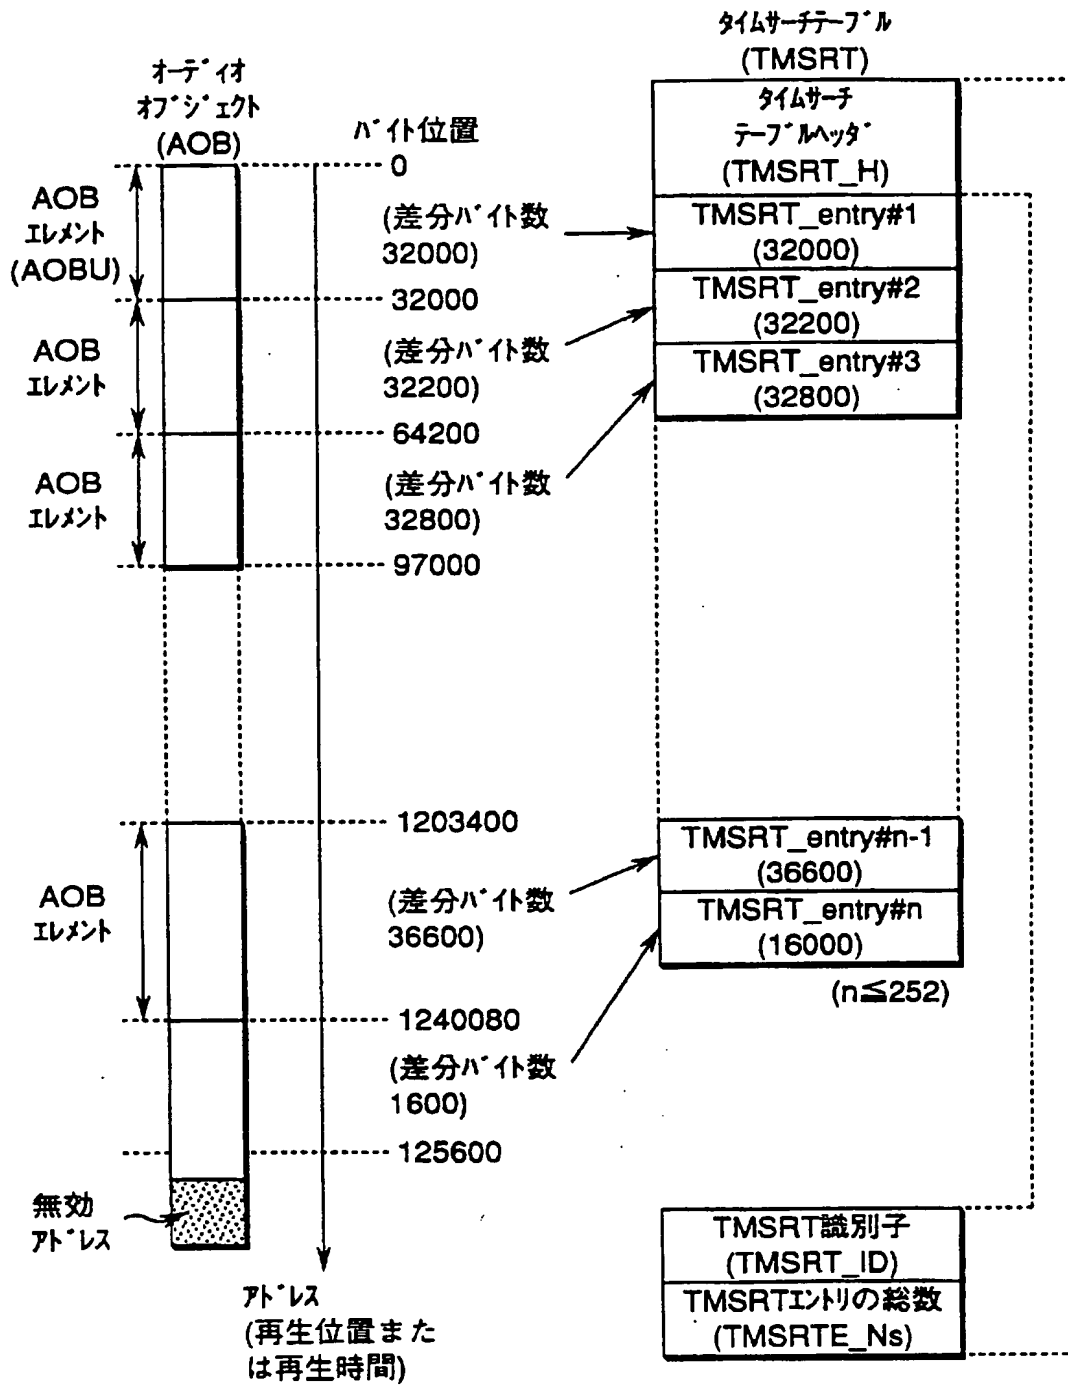 タイムサーチテーブル
(TMSRT)
タイムサーチ
テーブルヘッダ
(TMSRT_H)
TMSRT_entry#1
(32000)
TMSRT_entry#2
(32200)
TMSRT_entry#3
(32800)
TMSRT_entry#n-1
(36600)
TMSRT_entry#n
(16000)
(n≦252)
TMSRT識別子
(TMSRT_ID)
TMSRTエントリの総数
(TMSRTE_Ns)
オーディオ
オブジェクト
(AOB)
バイト位置
0
(差分バイト数
32000)
32000
(差分バイト数
32200)
64200
(差分バイト数
32800)
97000
1203400
(差分バイト数
36600)
1240080
(差分バイト数
1600)
125600
AOB
エレメント
(AOBU)
AOB
エレメント
AOB
エレメント
AOB
エレメント
無効
アドレス
アドレス
(再生位置また
は再生時間)